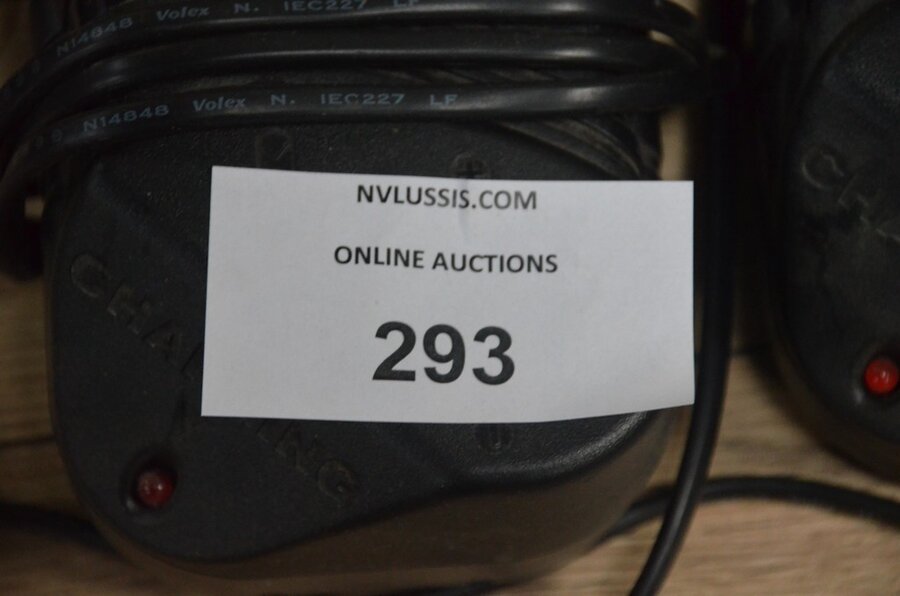 N14848 Volex N. IEC227 LF
N14848 Volex N. IEC227 LF
NVLUSSIS.COM
ONLINE AUCTIONS
293